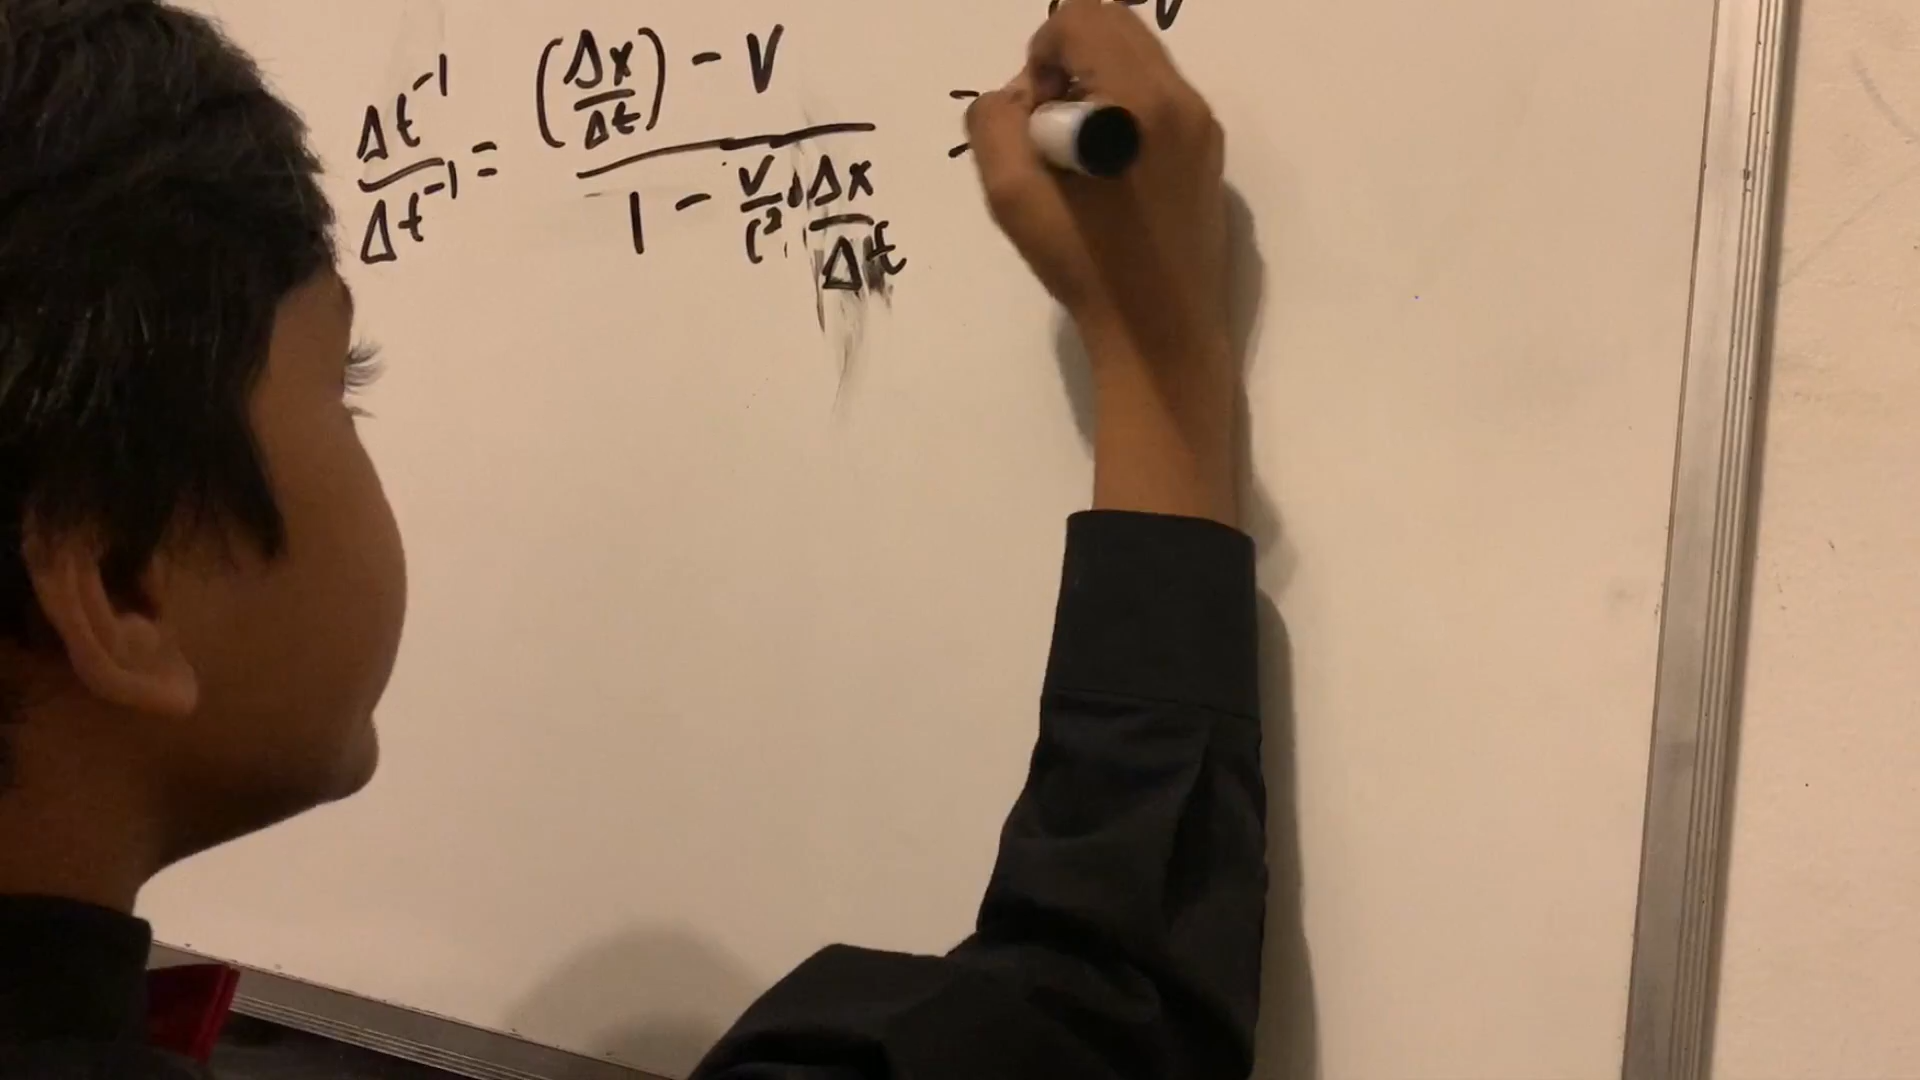 Δt⁻¹/Δt⁻¹ = ((Δx/Δt) - V)/(1 - V/C² · Δx/Δt) =